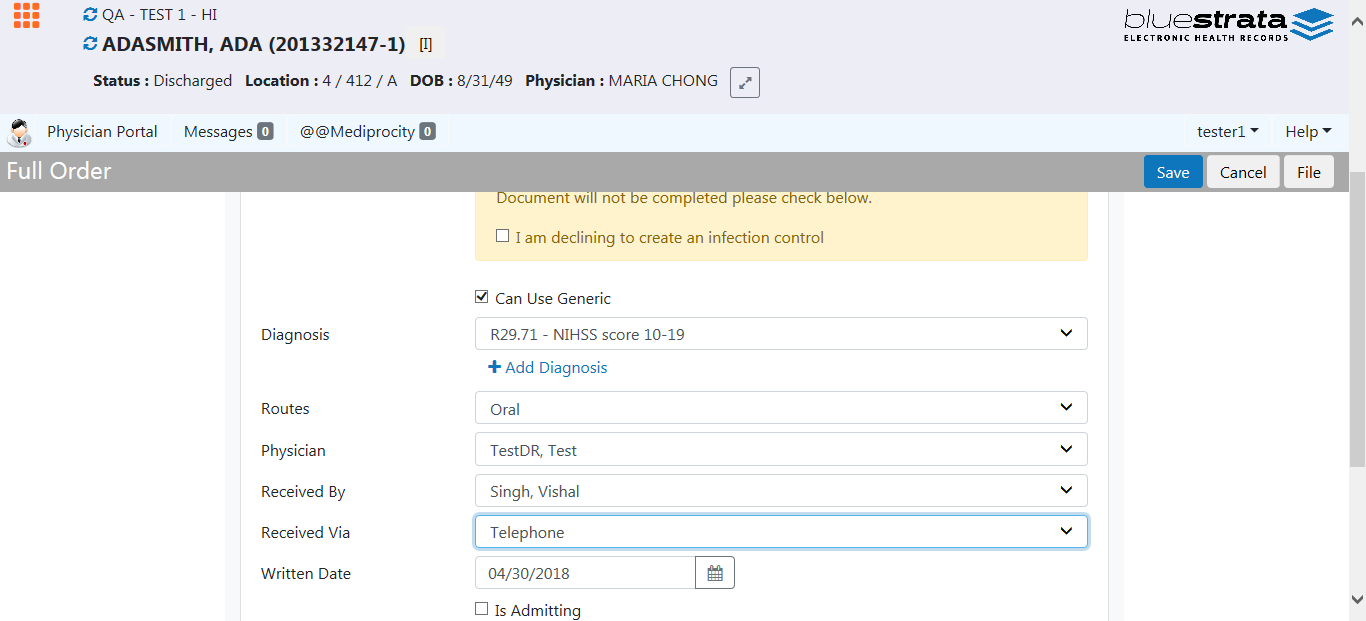 QA - TEST 1 - HI
bluestrata
ELECTRONIC HEALTH RECORDS
ADASMITH, ADA (201332147-1) [I]
Status : Discharged Location : 4 / 412 / A DOB : 8/31/49 Physician : MARIA CHONG
Physician Portal Messages 0 @@Mediprocity 0 tester1 Help
Full Order Save Cancel File
Document will not be completed please check below.
I am declining to create an infection control
Can Use Generic
Diagnosis R29.71 - NIHSS score 10-19
Add Diagnosis
Routes Oral
Physician TestDR, Test
Received By Singh, Vishal
Received Via Telephone
Written Date 04/30/2018
Is Admitting